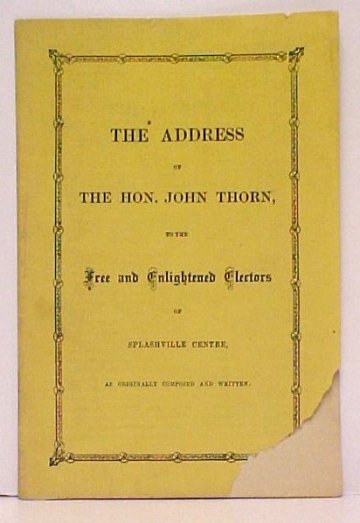 THE ADDRESS
OF
THE HON. JOHN THORN,
TO THE
Free and Enlightened Electors
OF
SPLASHVILLE CENTRE,
AS ORIGINALLY COMPOSED AND WRITTEN.